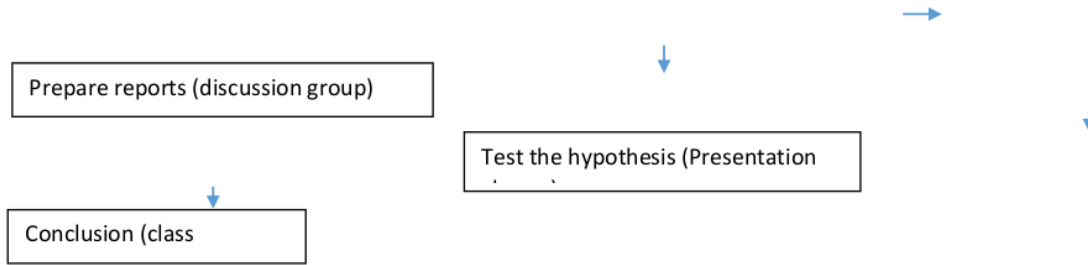 Prepare reports (discussion group)
Test the hypothesis (Presentation
Conclusion (class